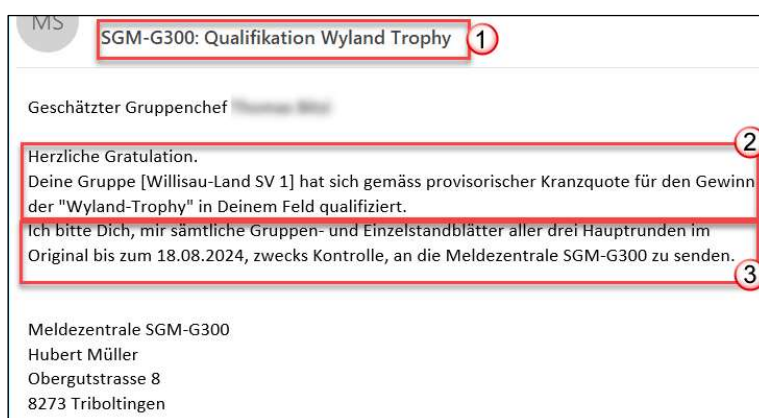 MS
SGM-G300: Qualifikation Wyland Trophy 1
Geschätzter Gruppenchef
2
Herzliche Gratulation.
Deine Gruppe [Willisau-Land SV 1] hat sich gemäss provisorischer Kranzquote für den Gewinn
der "Wyland-Trophy" in Deinem Feld qualifiziert.
Ich bitte Dich, mir sämtliche Gruppen- und Einzelstandblätter aller drei Hauptrunden im
Original bis zum 18.08.2024, zwecks Kontrolle, an die Meldezentrale SGM-G300 zu senden.
3
Meldezentrale SGM-G300
Hubert Müller
Obergutstrasse 8
8273 Triboltingen